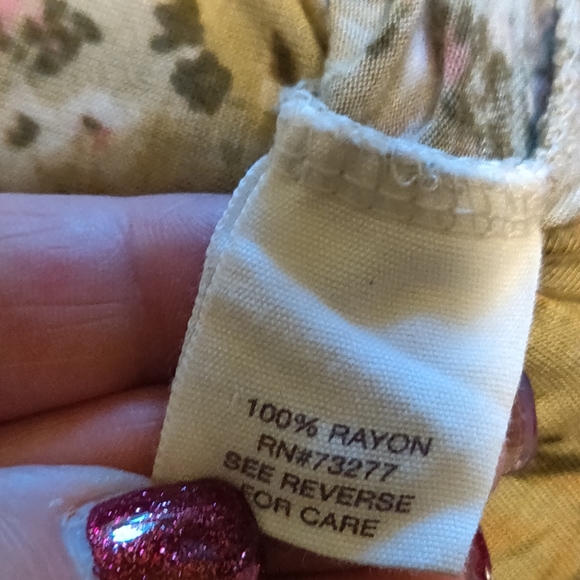 100% RAYON
RN#73277
SEE REVERSE
FOR CARE